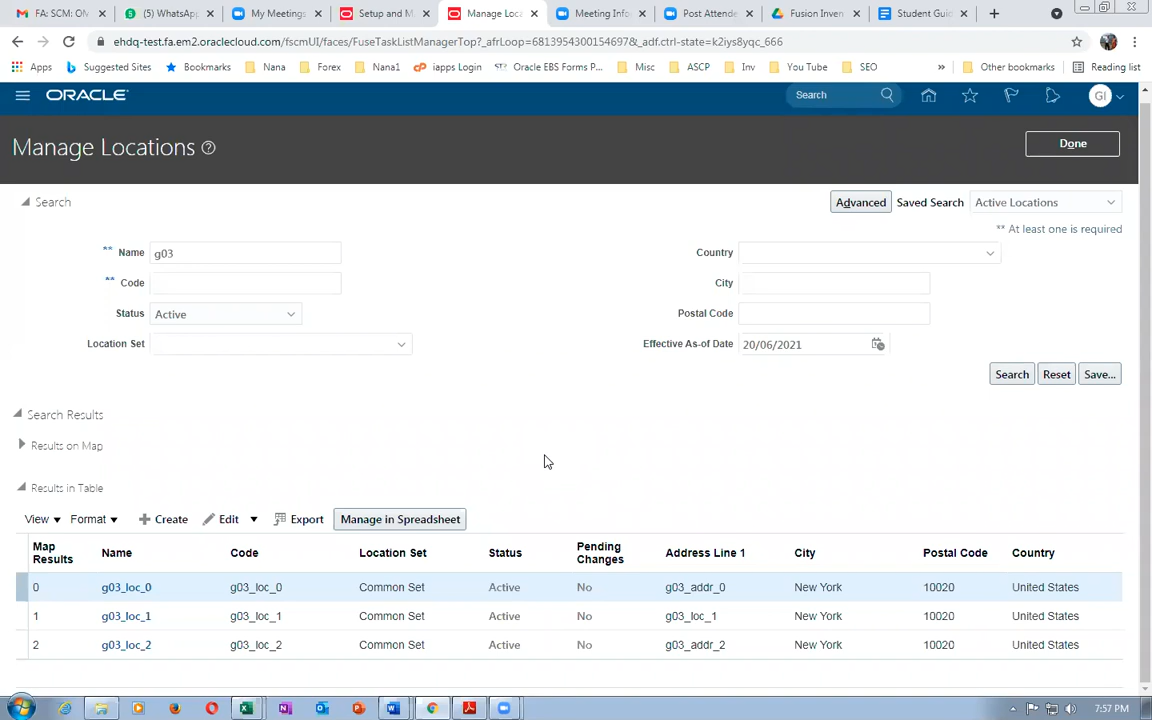 FA: SCM: OM
(5) WhatsApp
My Meetings
Setup and M
Manage Loca
Meeting Info
Post Attende
Fusion Inven
Student Guid
ehdq-test.fa.em2.oraclecloud.com/fscmUI/faces/FuseTaskListManagerTop?_afrLoop=6813954300154697&_adf.ctrl-state=k2iys8yqc_666
Apps Suggested Sites Bookmarks Nana Forex Nana1 iapps Login Oracle EBS Forms P... Misc ASCP Inv You Tube SEO » Other bookmarks Reading list
ORACLE Search GI
Manage Locations Done
Search Advanced Saved Search Active Locations
** At least one is required
** Name g03 Country
** Code City
Status Active Postal Code
Location Set Effective As-of Date 20/06/2021
Search Reset Save...
Search Results
Results on Map
Results in Table
View Format Create Edit Export Manage in Spreadsheet
Map Results Name Code Location Set Status Pending Changes Address Line 1 City Postal Code Country
0 g03_loc_0 g03_loc_0 Common Set Active No g03_addr_0 New York 10020 United States
1 g03_loc_1 g03_loc_1 Common Set Active No g03_loc_1 New York 10020 United States
2 g03_loc_2 g03_loc_2 Common Set Active No g03_addr_2 New York 10020 United States
7:57 PM